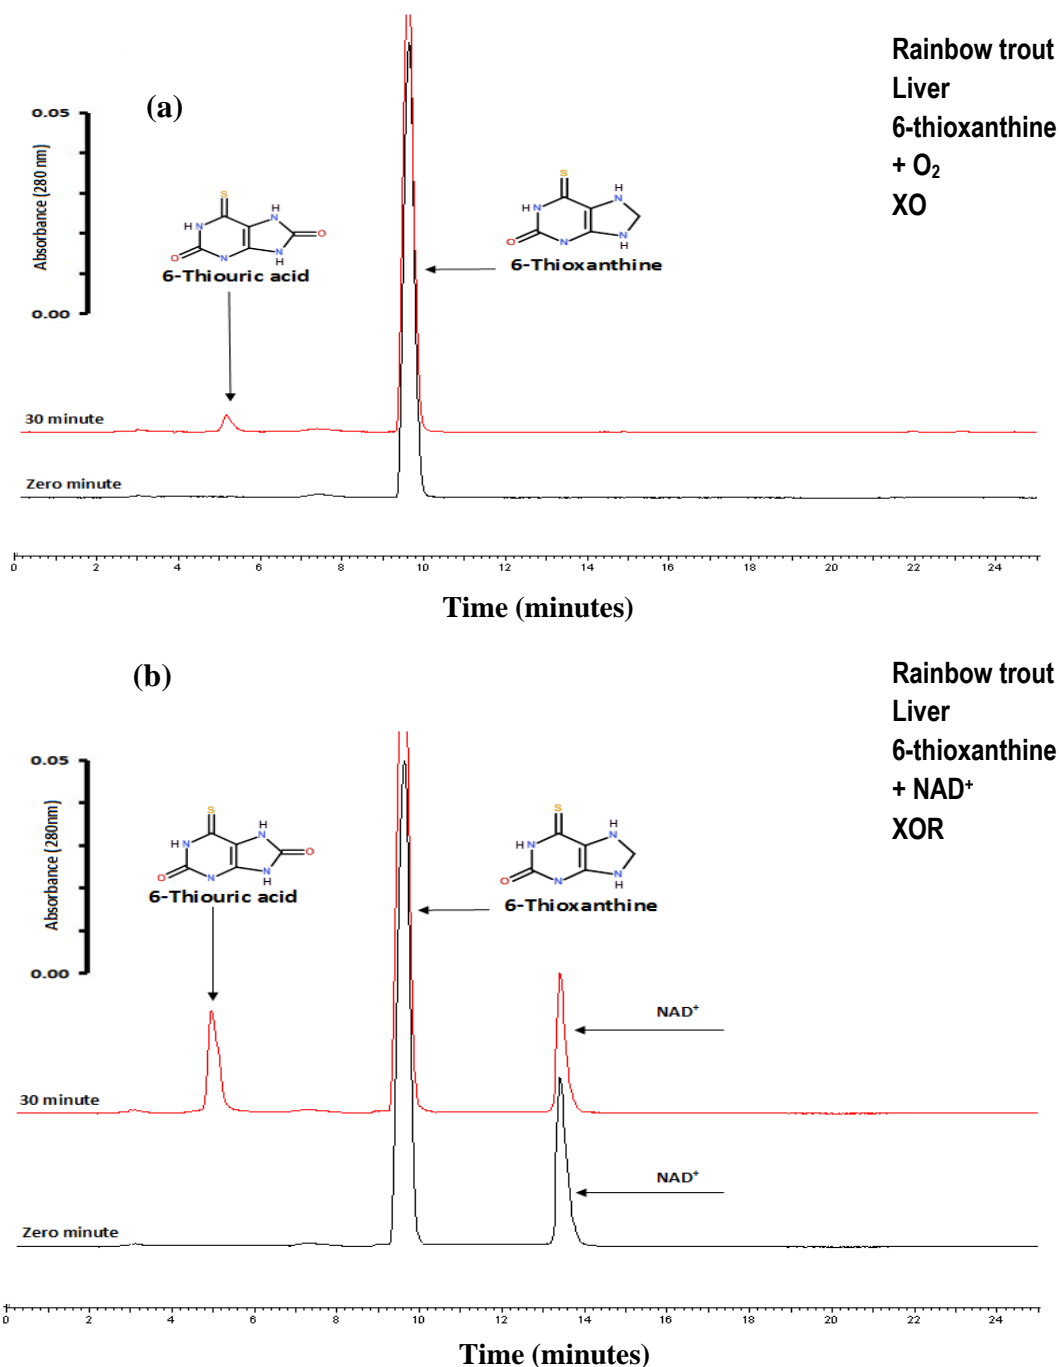 (a)
Rainbow trout
Liver
6-thioxanthine
+ O₂
XO
0.05
Absorbance (280 nm)
0.00
S
H
N
H
N
O
N
N
H
O
6-Thiouric acid
S
H
N
H
N
O
N
N
H
6-Thioxanthine
30 minute
Zero minute
0 2 4 6 8 10 12 14 16 18 20 22 24
Time (minutes)
(b)
Rainbow trout
Liver
6-thioxanthine
+ NAD⁺
XOR
0.05
Absorbance (280nm)
0.00
S
H
N
H
N
O
N
N
H
O
6-Thiouric acid
S
H
N
H
N
O
N
N
H
6-Thioxanthine
NAD⁺
30 minute
NAD⁺
Zero minute
0 2 4 6 8 10 12 14 16 18 20 22 24
Time (minutes)